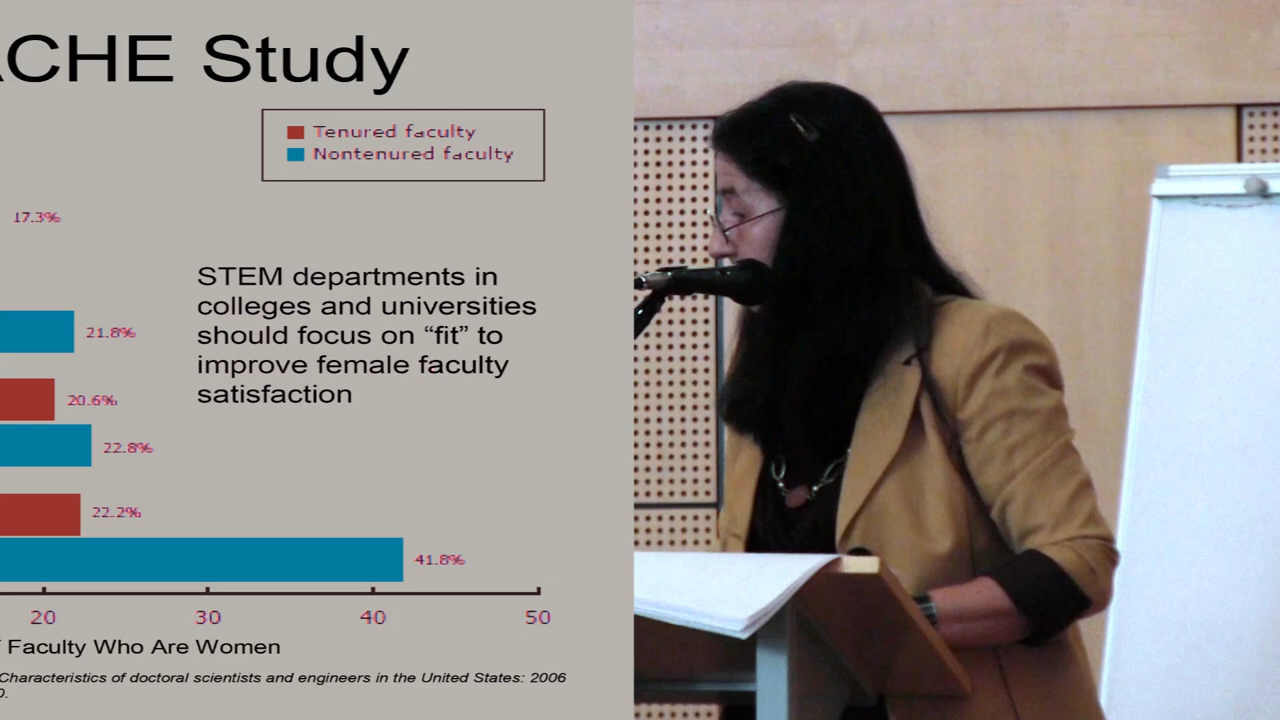 ACHE Study
Tenured faculty
Nontenured faculty
17.3%
STEM departments in
colleges and universities
should focus on “fit” to
improve female faculty
satisfaction
21.8%
20.6%
22.8%
22.2%
41.8%
20 30 40 50
Faculty Who Are Women
Characteristics of doctoral scientists and engineers in the United States: 2006
0.